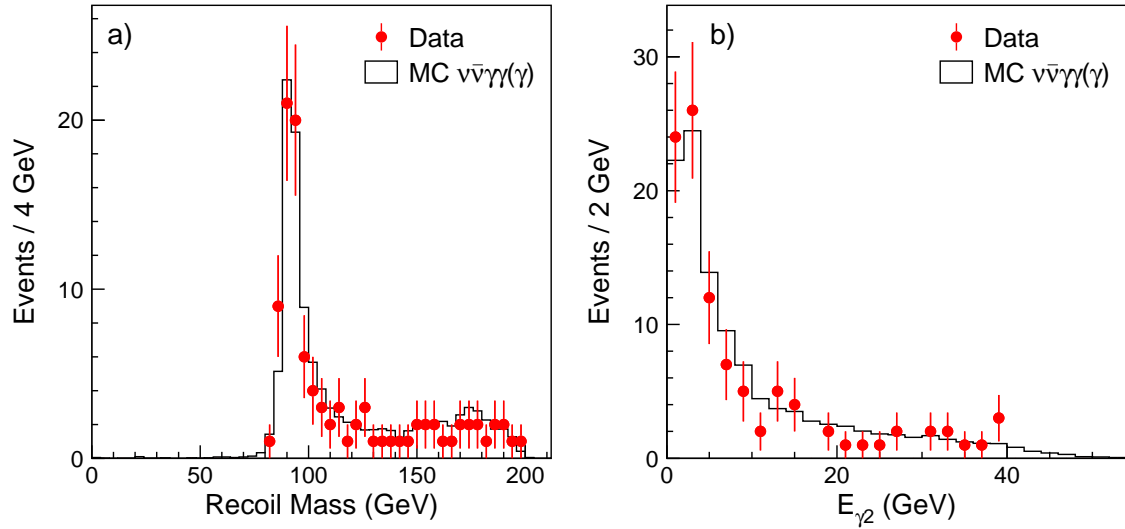 a)
Data
MC νν̄γγ(γ)
Events / 4 GeV
20
10
0
0 50 100 150 200
Recoil Mass (GeV)
b)
Data
MC νν̄γγ(γ)
Events / 2 GeV
30
20
10
0
0 20 40
Eγ2 (GeV)